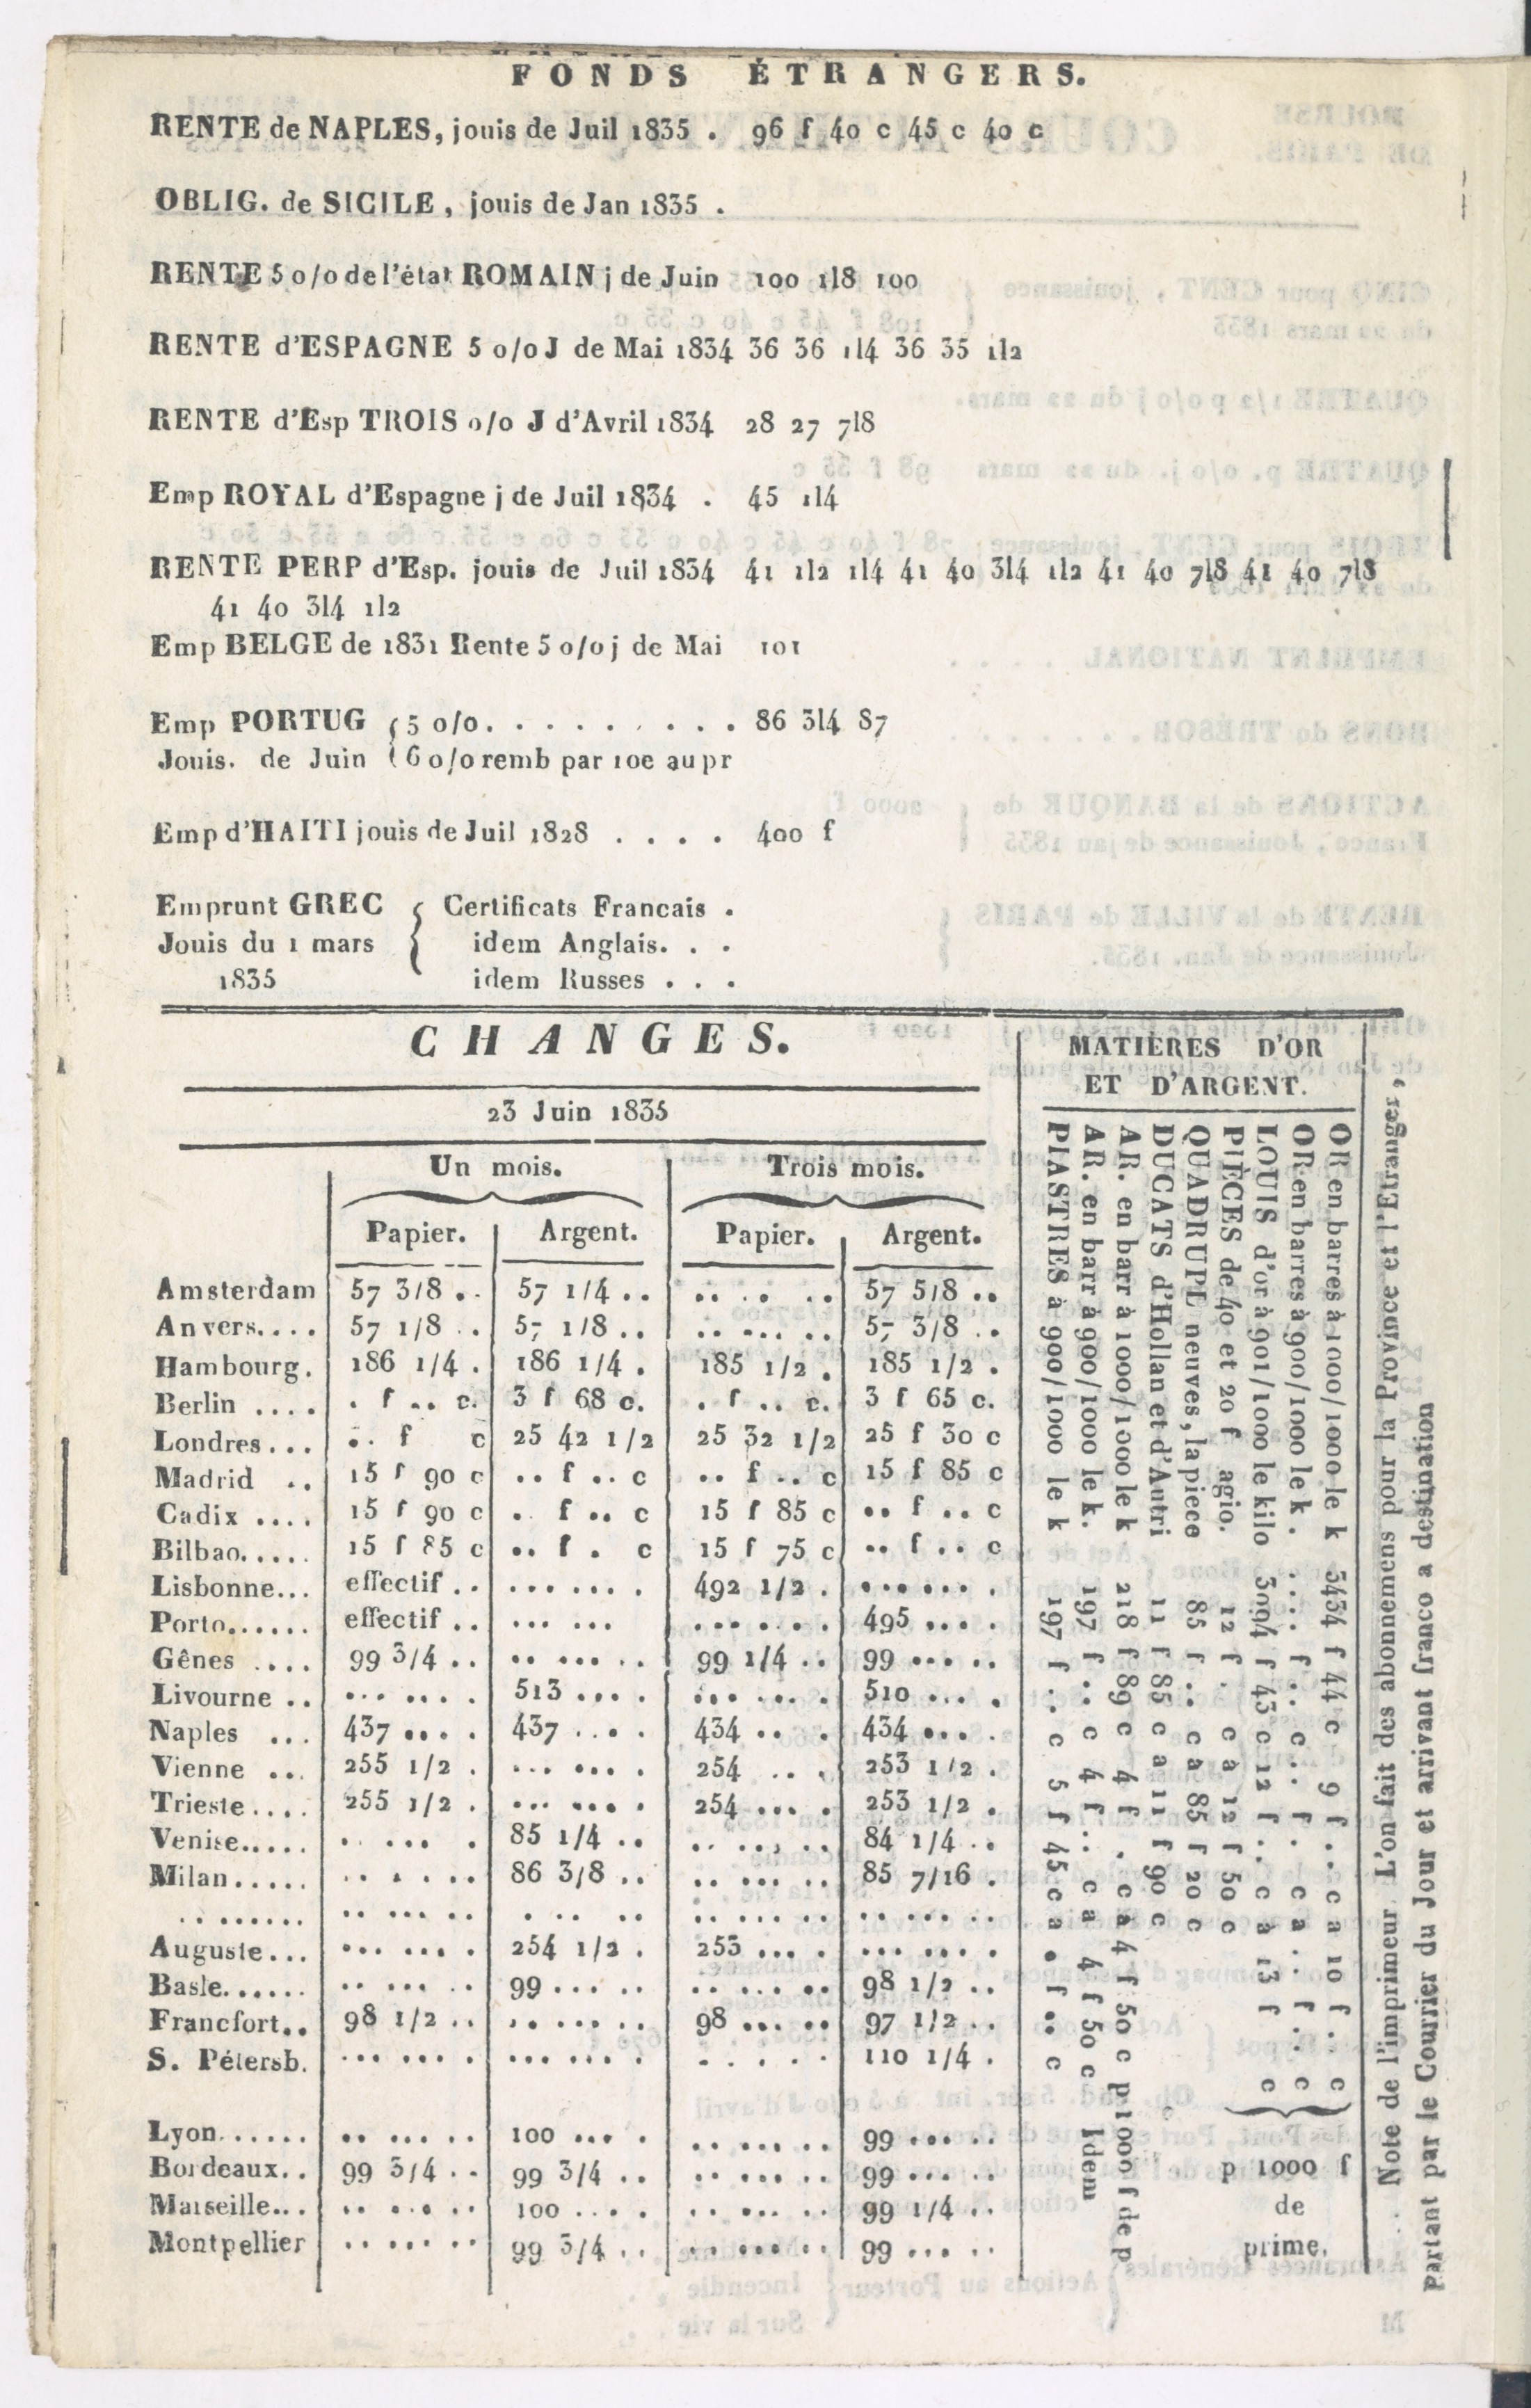 FONDS ÉTRANGERS.
RENTE de NAPLES, jouis de Juil 1835 . 96 f 40 c 45 c 40 c
OBLIG. de SICILE, jouis de Jan 1835 .
RENTE 5 o/o de l'état ROMAIN j de Juin 100 1|8 100
RENTE d'ESPAGNE 5 o/o J de Mai 1834 36 36 1|4 36 35 1|2
RENTE d'Esp TROIS o/o J d'Avril 1834 28 27 7|8
Emp ROYAL d'Espagne j de Juil 1834 . 45 1|4
RENTE PERP d'Esp. jouis de Juil 1834 41 1|2 1|4 41 40 3|4 1|2 41 40 7|8 41 40 7|8
41 40 3|4 1|2
Emp BELGE de 1831 Rente 5 o/o j de Mai 101
Emp PORTUG { 5 o/o. . . . . . . . . . 86 3|4 87
Jouis. de Juin { 6 o/o remb par 10e au pr
Emp d'HAITI jouis de Juil 1828 . . . . 400 f
Emprunt GREC { Certificats Francais .
Jouis du 1 mars idem Anglais. . .
1835 idem Russes . . .
CHANGES.
23 Juin 1835
Un mois. Trois mois.
Papier. Argent. Papier. Argent.
Amsterdam 57 3/8 .. 57 1/4 .. .. . . .. 57 5/8 ..
Anvers.... 57 1/8 .. 57 1/8 .. .. ... .. 57 3/8 ..
Hambourg. 186 1/4 . 186 1/4 . 185 1/2 . 185 1/2 .
Berlin .... . f .. c. 3 f 68 c. . f .. c. 3 f 65 c.
Londres... .. f c 25 42 1/2 25 32 1/2 25 f 30 c
Madrid .. 15 f 90 c .. f .. c .. f .. c 15 f 85 c
Cadix .... 15 f 90 c . f .. c 15 f 85 c .. f .. c
Bilbao..... 15 f 85 c .. f . c 15 f 75 c .. f .. c
Lisbonne... effectif .. ... ... . 492 1/2 . ... ... .
Porto...... effectif .. ... ... ... ... . 495 ... .
Gênes .... 99 3/4 .. .. ... .. 99 1/4 .. 99 ... ..
Livourne .. ... ... . 513 ... . ... ... . 510 ... .
Naples ... 437 ... . 437 ... . 434 .. . 434 ... .
Vienne ... 255 1/2 . ... ... . 254 .. . 253 1/2 .
Trieste.... 255 1/2 . ... ... . 254 ... . 253 1/2 .
Venise..... . . ... . 85 1/4 .. .. ... .. 84 1/4 ..
Milan..... .. . . .. 86 3/8 .. .. ... .. 85 7/16 .
.. ...... .. ... .. . .. .. .. ... .. .. ... ..
Auguste... ... ... . 254 1/2 . 253 ... . ... ... .
Basle...... .. ... .. 99 ... .. .. ... .. 98 1/2 ..
Francfort.. 98 1/2 .. .. ... .. 98 ... .. 97 1/2 ..
S. Pétersb. ... ... . ... ... . . . . . . 110 1/4 .
Lyon...... .. ... .. 100 ... . .. ... .. 99 ... ..
Bordeaux.. 99 3/4 .. 99 3/4 .. .. ... .. 99 ... ..
Marseille... .. ... .. 100 ... . .. ... .. 99 1/4 ..
Montpellier .. ... .. 99 3/4 .. .. ... .. 99 ... ..
MATIÈRES D'OR
ET D'ARGENT.
OR en barres à 1000/1000 le k 3434 f 44 c 9 f .. c a 10 f .. c
OR en barres à 900/1000 le k . .... f .. c .. f . c a .. f .. c
LOUIS d'or à 901/1000 le kilo 3094 f 43 c 12 f .. c à 13 f c
PIÈCES de 40 et 20 f agio. 12 f . c à 12 f 50 c
QUADRUPL neuves, la piece 85 f .. c a 85 f 20 c
DUCATS d'Hollan et d'Autri 11 f 85 c a 11 f 90 c
AR. en barr à 1000/1000 le k 218 f 89 c 4 f . c à 4 f 50 c p 1000 f de p
AR. en barr à 900/1000 le k. 197 f .. c 4 f .. c a 4 f 50 c Idem
PIASTRES à 900/1000 le k 197 f .. c 5 f 45 c a . f .. c
p 1000 f
de
prime.
Note de l'imprimeur. L'on fait des abonnemens pour la Province et l'Etranger,
partant par le Courrier du Jour et arrivant franco a destination